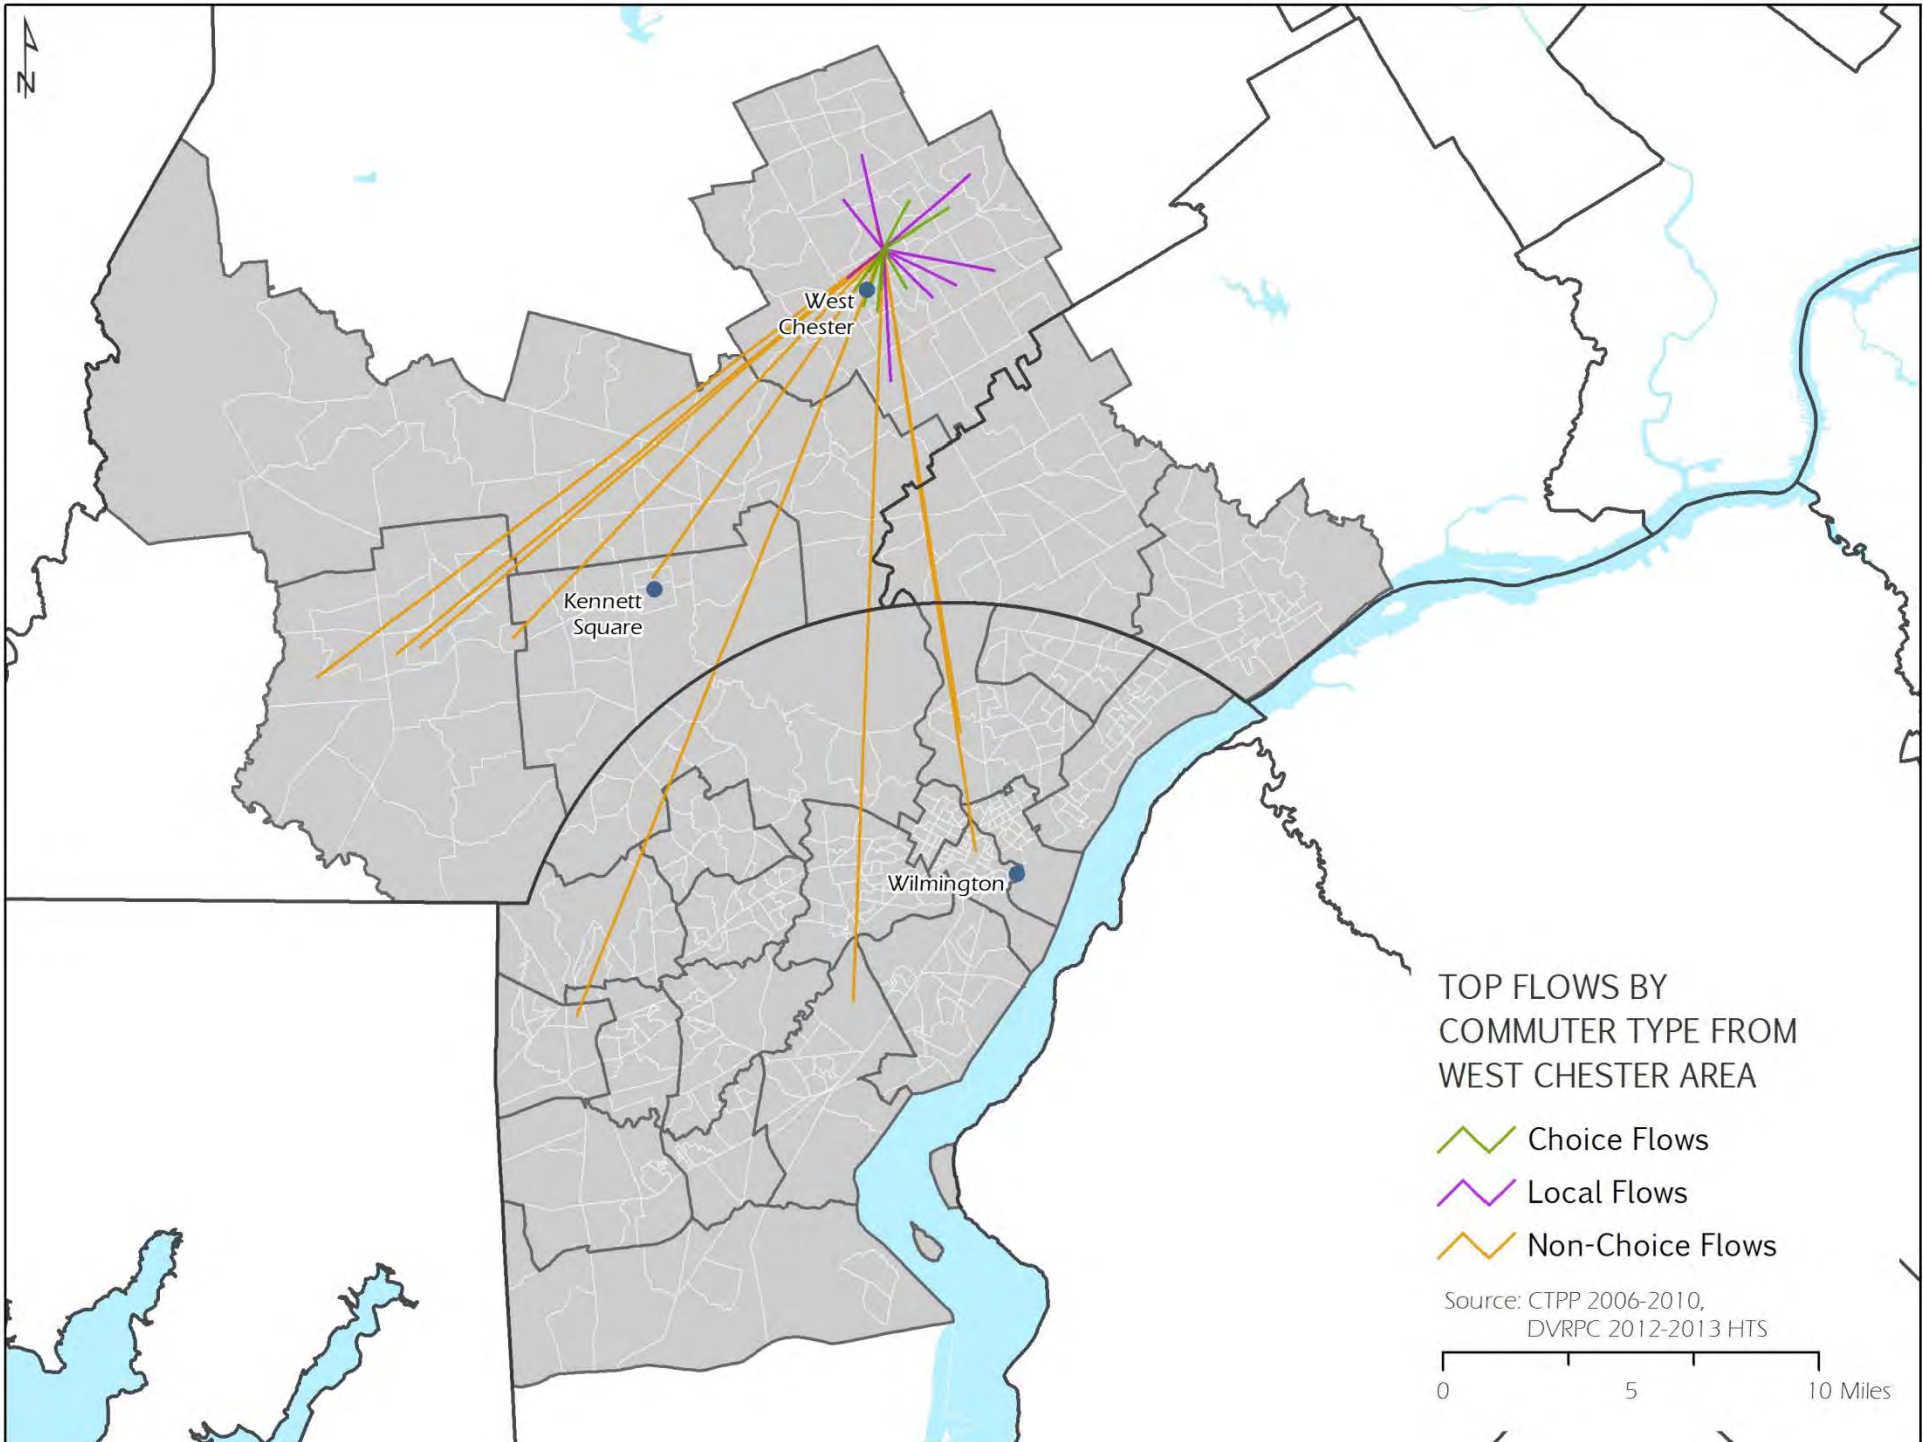 N
West
Chester
Kennett
Square
Wilmington
TOP FLOWS BY
COMMUTER TYPE FROM
WEST CHESTER AREA
Choice Flows
Local Flows
Non-Choice Flows
Source: CTPP 2006-2010,
DVRPC 2012-2013 HTS
0 5 10 Miles